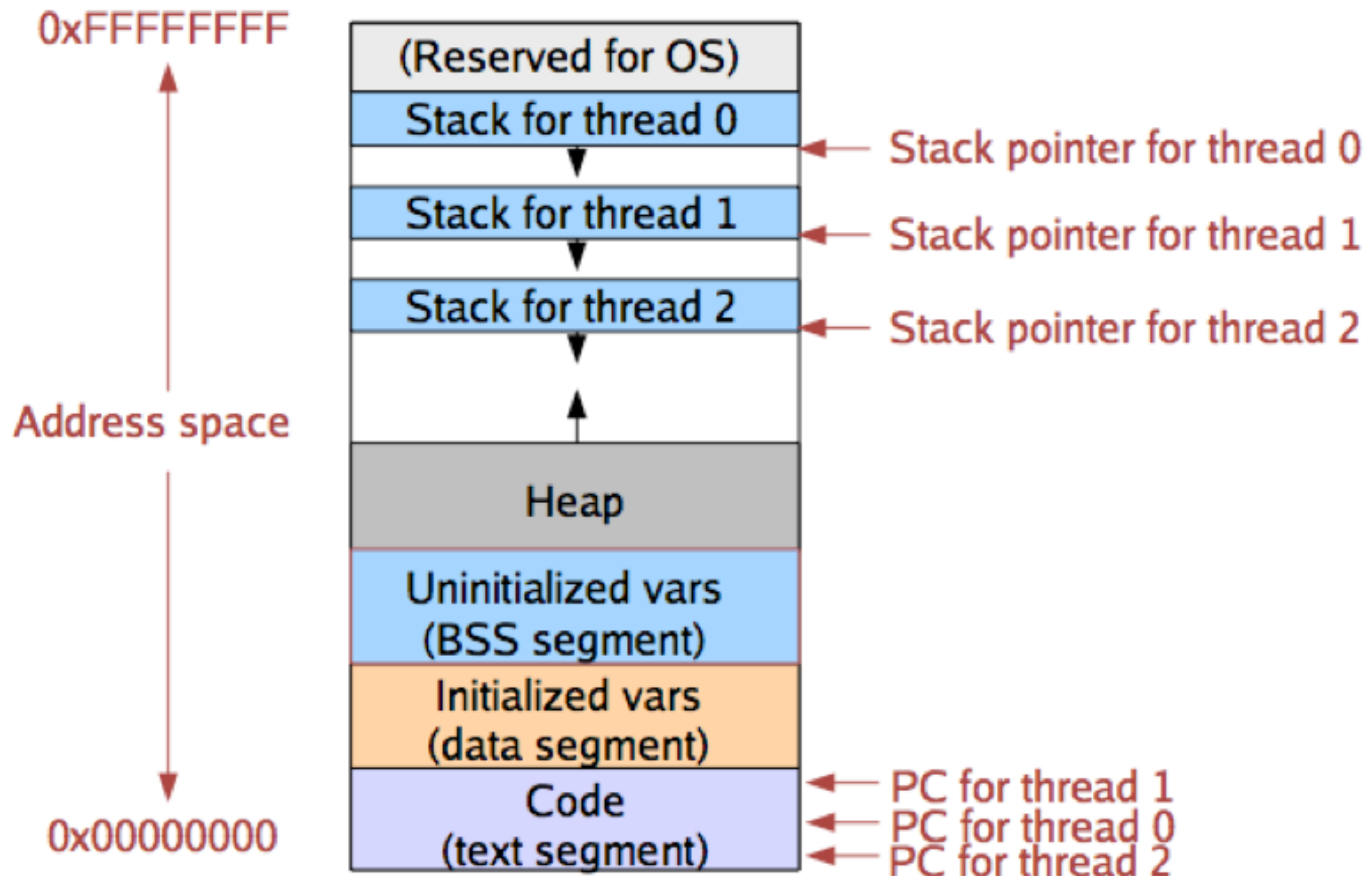 0xFFFFFFFF
(Reserved for OS)
Stack for thread 0
Stack pointer for thread 0
Stack for thread 1
Stack pointer for thread 1
Stack for thread 2
Stack pointer for thread 2
Address space
Heap
Uninitialized vars
(BSS segment)
Initialized vars
(data segment)
Code
(text segment)
PC for thread 1
PC for thread 0
PC for thread 2
0x00000000